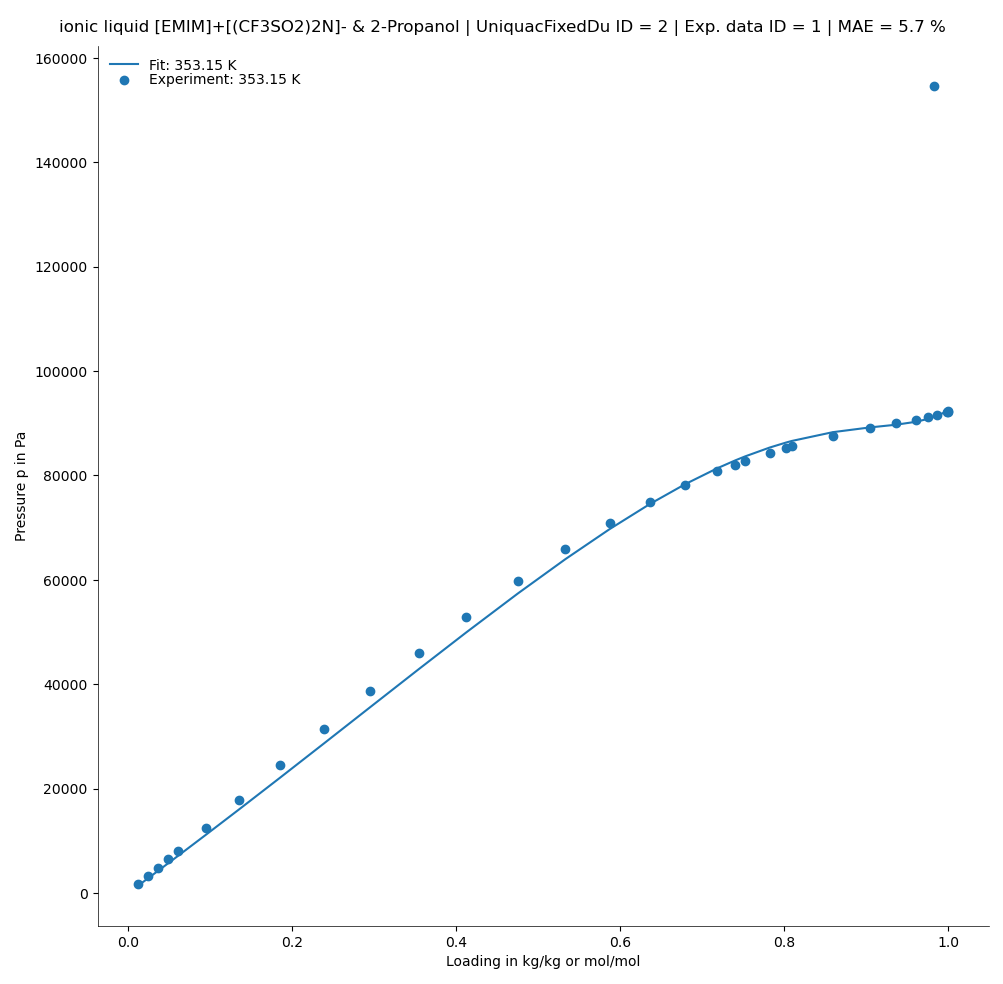 ionic liquid [EMIM]+[(CF3SO2)2N]- & 2-Propanol | UniquacFixedDu ID = 2 | Exp. data ID = 1 | MAE = 5.7 %
Fit: 353.15 K
Experiment: 353.15 K
160000
140000
120000
100000
80000
60000
40000
20000
0
Pressure p in Pa
0.0 0.2 0.4 0.6 0.8 1.0
Loading in kg/kg or mol/mol